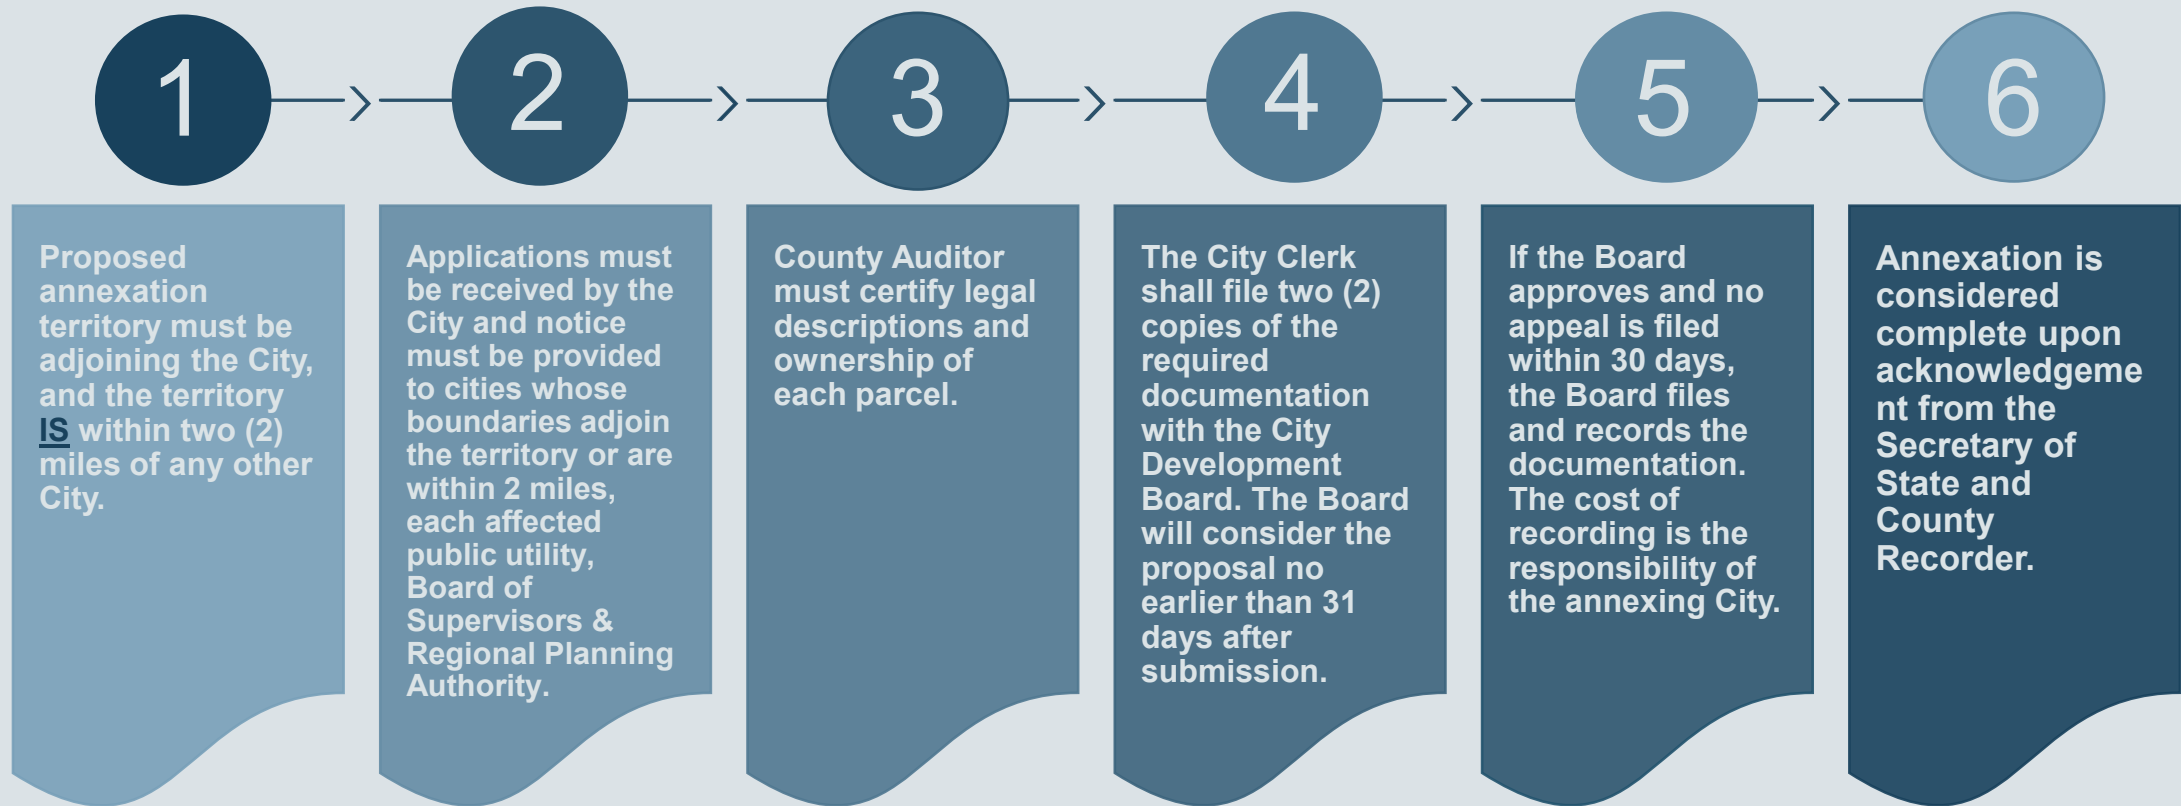 1
2
3
4
5
6
Proposed
annexation
territory must be
adjoining the City,
and the territory
IS within two (2)
miles of any other
City.
Applications must
be received by the
City and notice
must be provided
to cities whose
boundaries adjoin
the territory or are
within 2 miles,
each affected
public utility,
Board of
Supervisors &
Regional Planning
Authority.
County Auditor
must certify legal
descriptions and
ownership of
each parcel.
The City Clerk
shall file two (2)
copies of the
required
documentation
with the City
Development
Board. The Board
will consider the
proposal no
earlier than 31
days after
submission.
If the Board
approves and no
appeal is filed
within 30 days,
the Board files
and records the
documentation.
The cost of
recording is the
responsibility of
the annexing City.
Annexation is
considered
complete upon
acknowledgeme
nt from the
Secretary of
State and
County
Recorder.